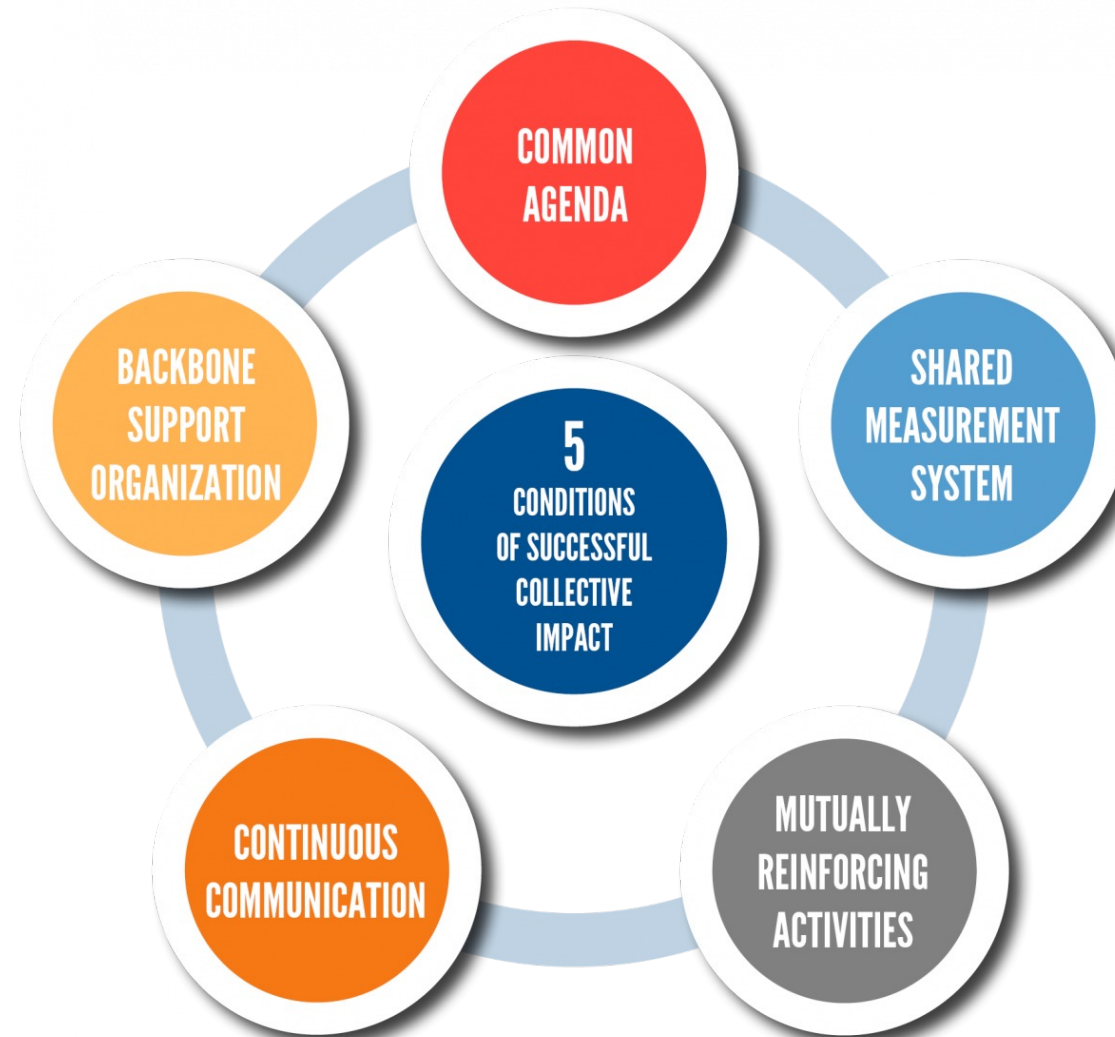 COMMON
AGENDA
BACKBONE
SUPPORT
ORGANIZATION
SHARED
MEASUREMENT
SYSTEM
5
CONDITIONS
OF SUCCESSFUL
COLLECTIVE
IMPACT
CONTINUOUS
COMMUNICATION
MUTUALLY
REINFORCING
ACTIVITIES